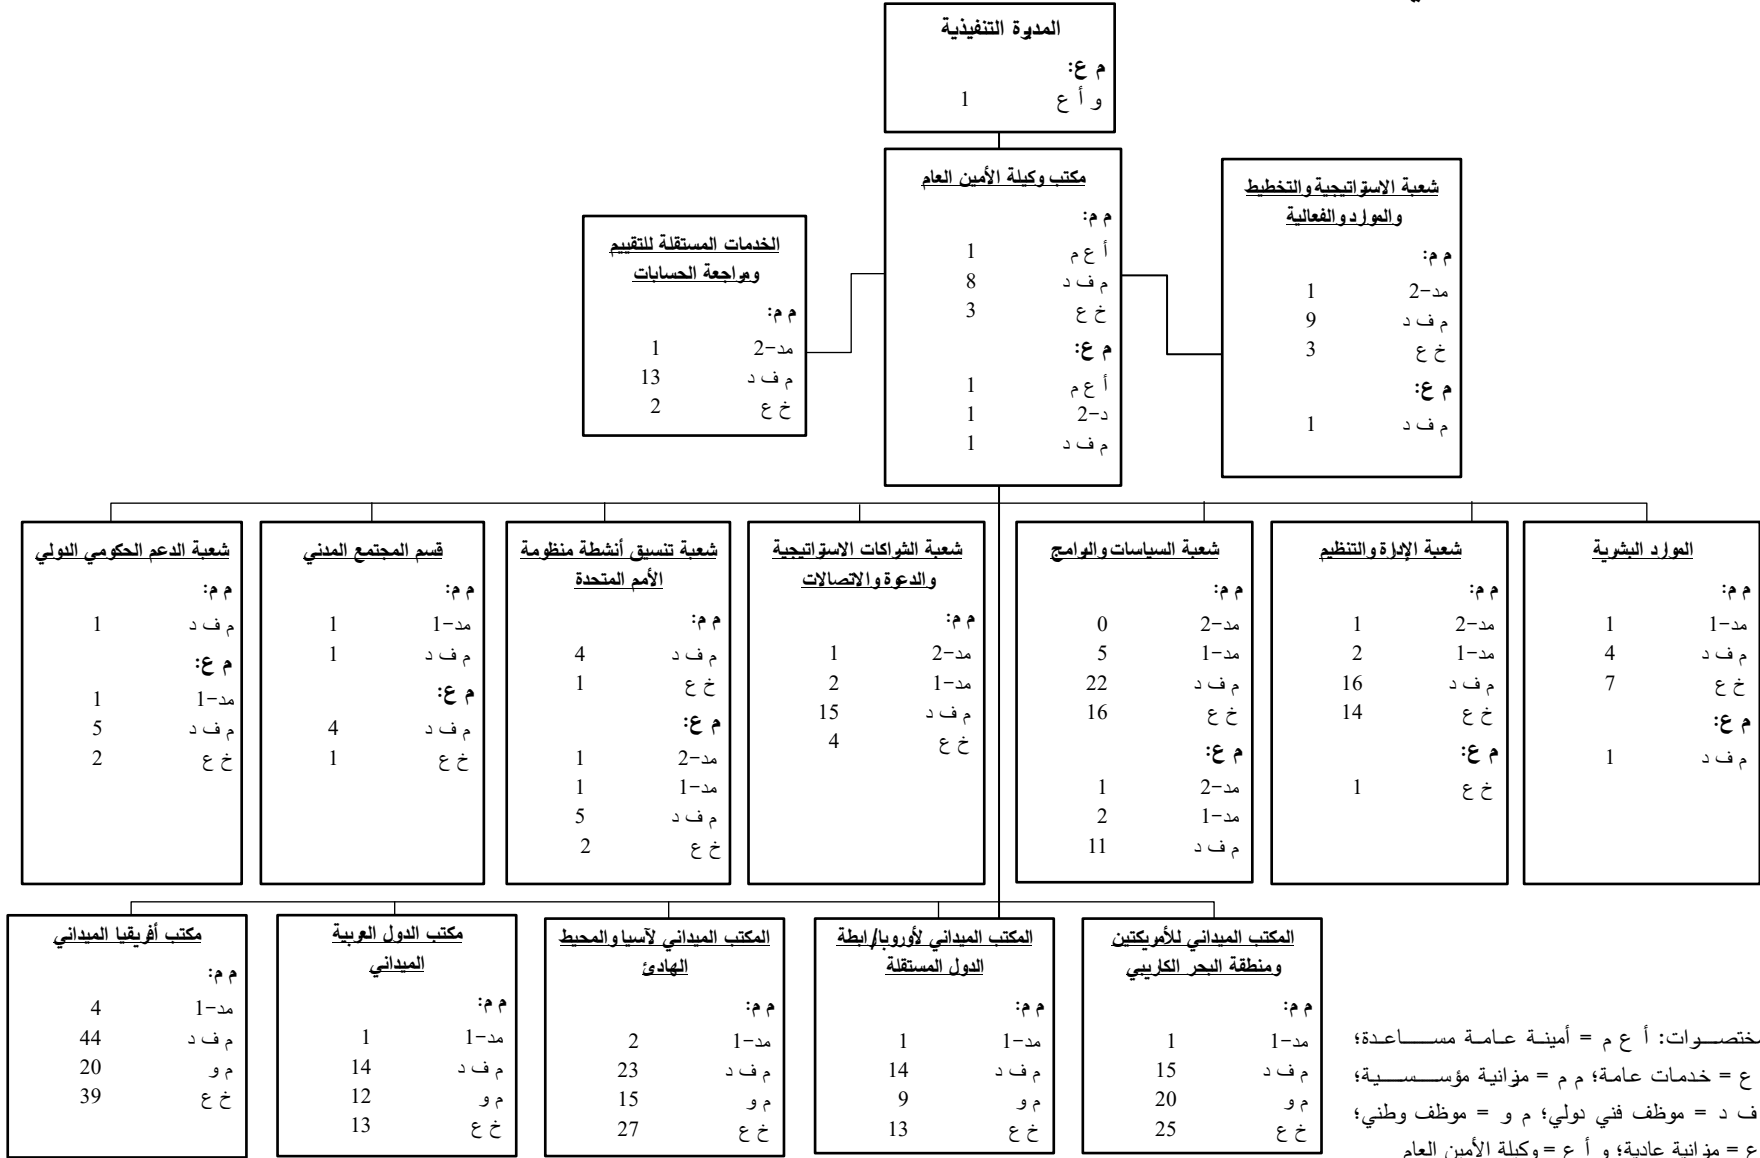 المديرة التنفيذية
م ع:
و أ ع 1
مكتب وكيلة الأمين العام
م م:
أ ع م 1
م ف د 8
خ ع 3
م ع:
أ ع م 1
د-2 1
م ف د 1
شعبة الاستراتيجية والتخطيط
والموارد والفعالية
م م:
مد-2 1
م ف د 9
خ ع 3
م ع:
م ف د 1
الخدمات المستقلة للتقييم
ومراجعة الحسابات
م م:
مد-2 1
م ف د 13
خ ع 2
الموارد البشرية
م م:
مد-1 1
م ف د 4
خ ع 7
م ع:
م ف د 1
شعبة الإدارة والتنظيم
م م:
مد-2 1
مد-1 2
م ف د 16
خ ع 14
م ع:
خ ع 1
شعبة السياسات والبرامج
م م:
مد-2 0
مد-1 5
م ف د 22
خ ع 16
م ع:
مد-2 1
مد-1 2
م ف د 11
شعبة الشراكات الاستراتيجية
والدعوة والاتصالات
م م:
مد-2 1
مد-1 2
م ف د 15
خ ع 4
شعبة تنسيق أنشطة منظومة
الأمم المتحدة
م م:
م ف د 4
خ ع 1
م ع:
مد-2 1
مد-1 1
م ف د 5
خ ع 2
قسم المجتمع المدني
م م:
مد-1 1
م ف د 1
م ع:
م ف د 4
خ ع 1
شعبة الدعم الحكومي الدولي
م م:
م ف د 1
م ع:
مد-1 1
م ف د 5
خ ع 2
المكتب الميداني للأمريكتين
ومنطقة البحر الكاريبي
م م:
مد-1 1
م ف د 15
م و 20
خ ع 25
المكتب الميداني لأوروبا/رابطة
الدول المستقلة
م م:
مد-1 1
م ف د 14
م و 9
خ ع 13
المكتب الميداني لآسيا والمحيط
الهادئ
م م:
مد-1 2
م ف د 23
م و 15
خ ع 27
مكتب الدول العربية
الميداني
م م:
مد-1 1
م ف د 14
م و 12
خ ع 13
مكتب أفريقيا الميداني
م م:
مد-1 4
م ف د 44
م و 20
خ ع 39
مختصرات: أ ع م = أمينة عامة مساعدة؛
ع = خدمات عامة؛ م م = ميزانية مؤسسية؛
ف د = موظف فني دولي؛ م و = موظف وطني؛
ع = ميزانية عادية؛ و أ ع = وكيلة الأمين العام